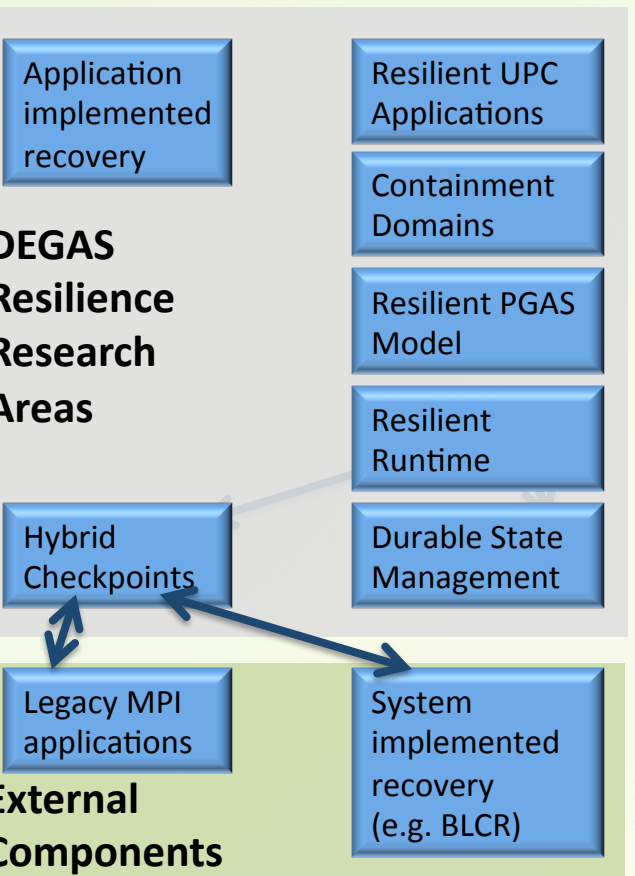 Application
implemented
recovery
DEGAS
Resilience
Research
Areas
Hybrid
Checkpoints
Resilient UPC
Applications
Containment
Domains
Resilient PGAS
Model
Resilient
Runtime
Durable State
Management
Legacy MPI
applications
External
Components
System
implemented
recovery
(e.g. BLCR)